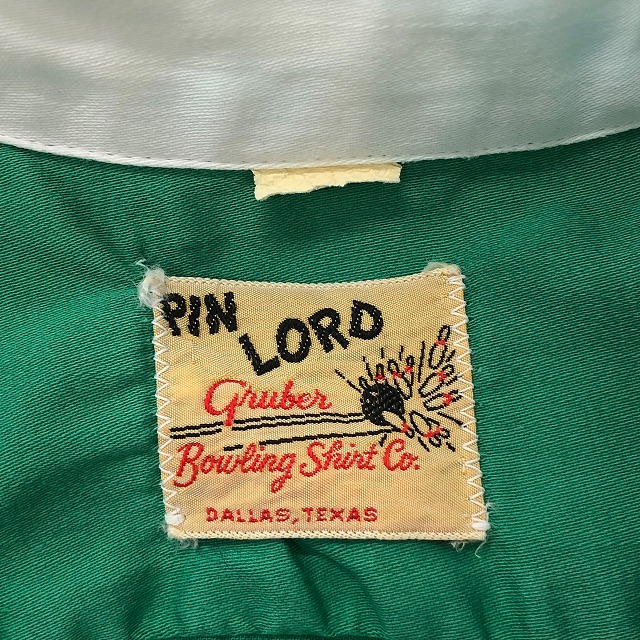 PIN
LORD
Gruber
Bowling Shirt Co.
DALLAS, TEXAS